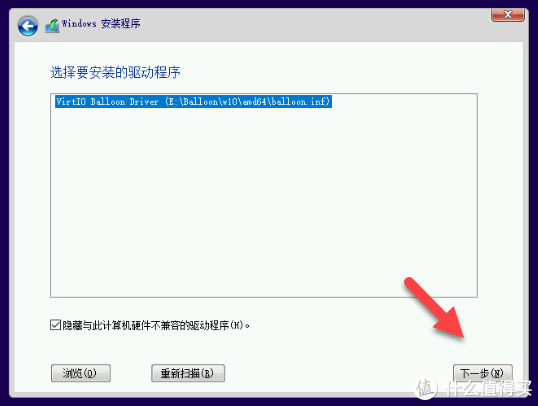 Windows 安装程序
选择要安装的驱动程序
VirtIO Balloon Driver (E:\Balloon\w10\amd64\balloon.inf)
隐藏与此计算机硬件不兼容的驱动程序(H)。
浏览(O)
重新扫描(R)
下一步(N)
值 什么值得买